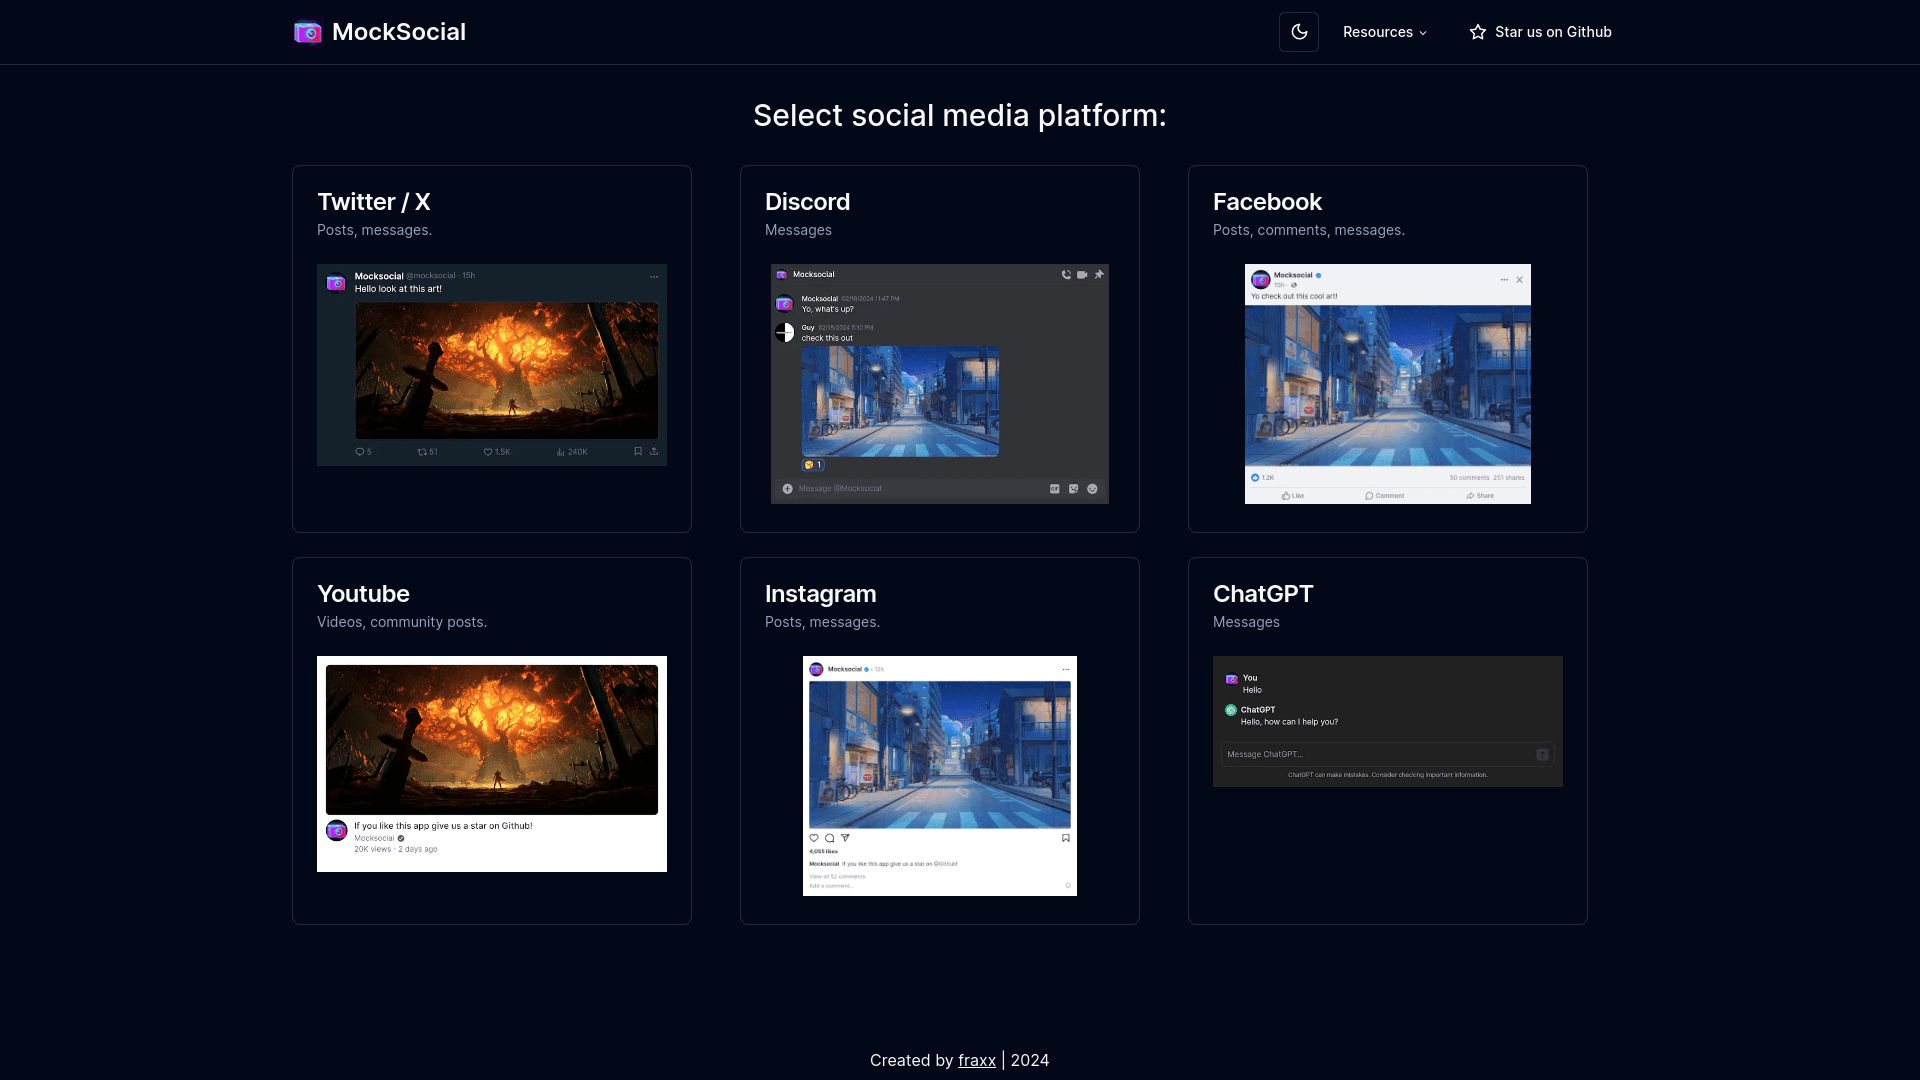 MockSocial
Resources
Star us on Github
Select social media platform:
Twitter / X
Posts, messages.
Mocksocial @mocksocial · 15h
Hello look at this art!
5 51 1.5K 240K
Discord
Messages
Mocksocial
Mocksocial 02/19/2024 11:47 PM
Yo, what's up?
Guy 02/18/2024 5:10 PM
check this out
1
Message @Mocksocial
Facebook
Posts, comments, messages.
Mocksocial
15h ·
Yo check out this cool art!
1.2K 50 comments 251 shares
Like Comment Share
Youtube
Videos, community posts.
If you like this app give us a star on Github!
Mocksocial
20K views · 2 days ago
Instagram
Posts, messages.
Mocksocial · 12h
4,055 likes
Mocksocial If you like this app give us a star on @Github!
View all 52 comments
Add a comment...
ChatGPT
Messages
You
Hello
ChatGPT
Hello, how can I help you?
Message ChatGPT...
ChatGPT can make mistakes. Consider checking important information.
Created by fraxx | 2024